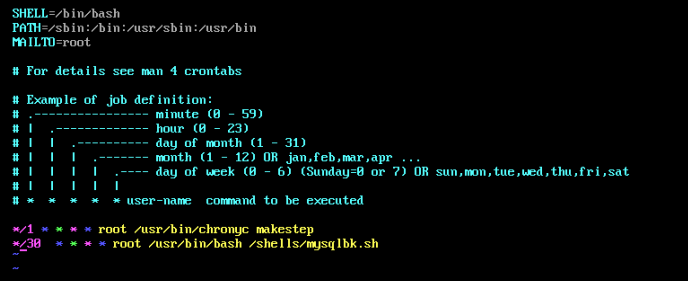 SHELL=/bin/bash
PATH=/sbin:/bin:/usr/sbin:/usr/bin
MAILTO=root
# For details see man 4 crontabs
# Example of job definition:
# .---------------- minute (0 - 59)
# |  .------------- hour (0 - 23)
# |  |  .---------- day of month (1 - 31)
# |  |  |  .------- month (1 - 12) OR jan,feb,mar,apr ...
# |  |  |  |  .---- day of week (0 - 6) (Sunday=0 or 7) OR sun,mon,tue,wed,thu,fri,sat
# |  |  |  |  |
# *  *  *  *  * user-name  command to be executed
*/1 * * * * root /usr/bin/chronyc makestep
*/30  * * * * root /usr/bin/bash /shells/mysqlbk.sh
~
~